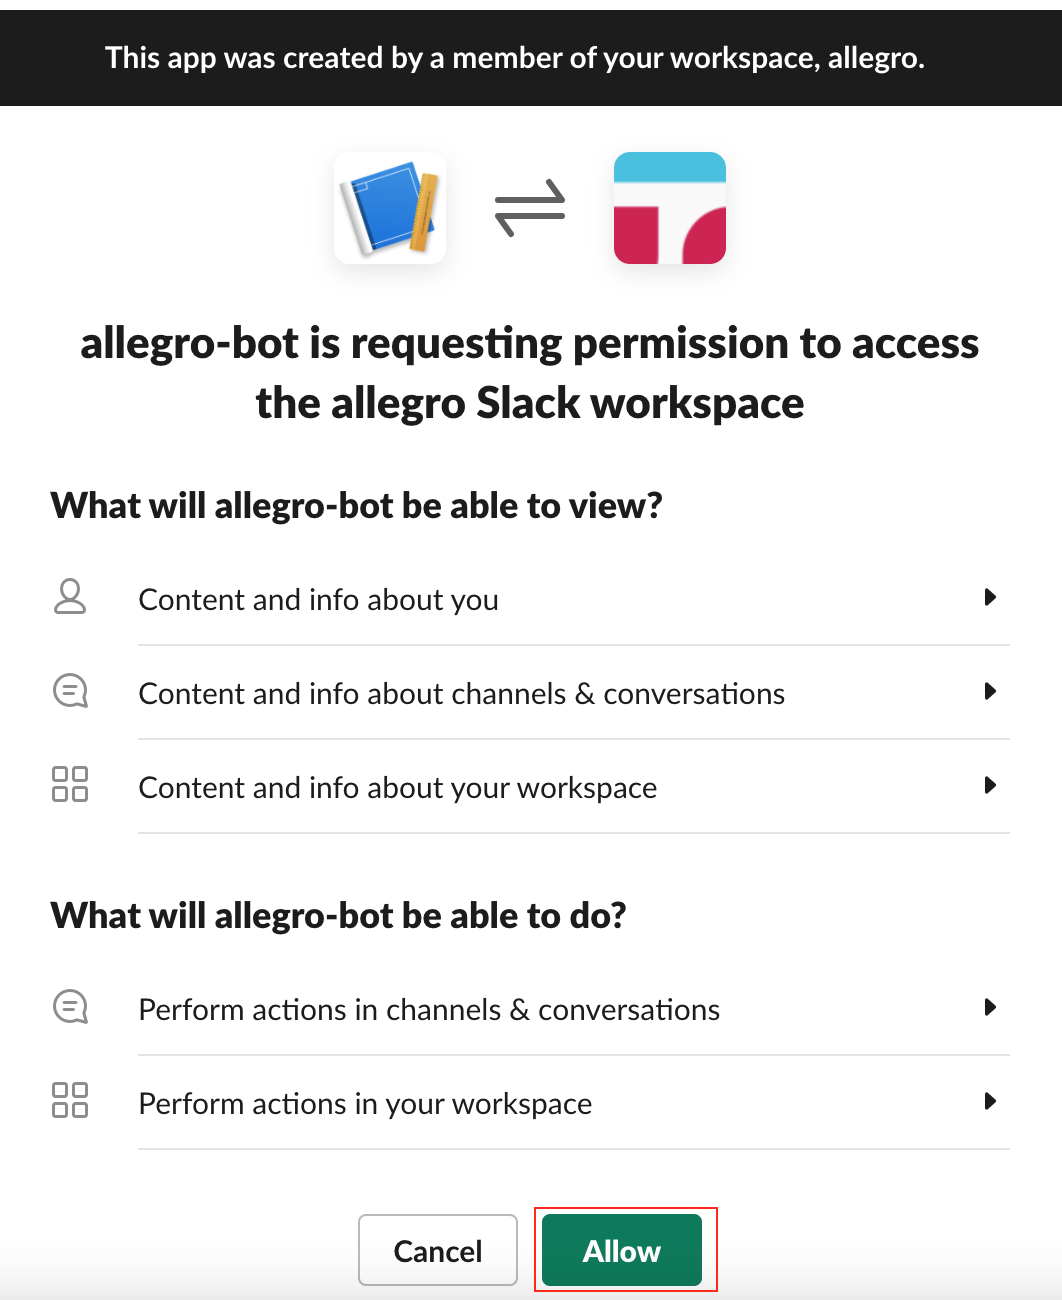 This app was created by a member of your workspace, allegro.
allegro-bot is requesting permission to access
the allegro Slack workspace
What will allegro-bot be able to view?
Content and info about you
Content and info about channels & conversations
Content and info about your workspace
What will allegro-bot be able to do?
Perform actions in channels & conversations
Perform actions in your workspace
Cancel
Allow